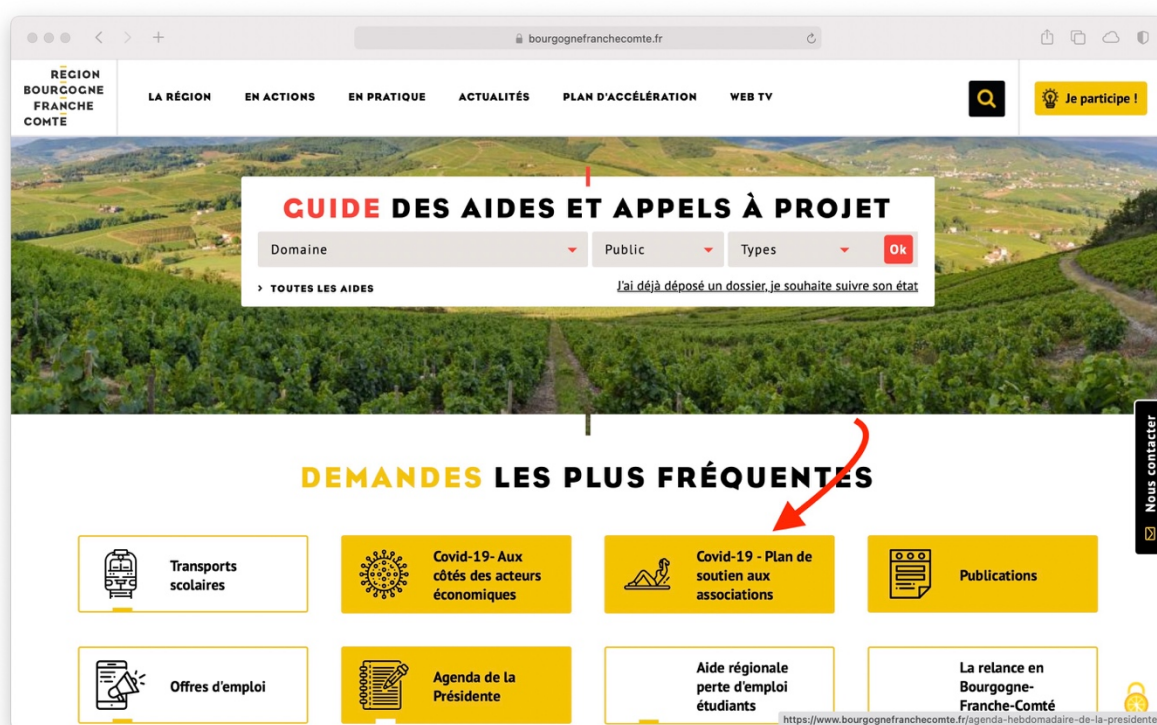 bourgognefranchecomte.fr
RÉGION
BOURGOGNE
FRANCHE
COMTÉ
LA RÉGION EN ACTIONS EN PRATIQUE ACTUALITÉS PLAN D'ACCÉLÉRATION WEB TV
Je participe !
GUIDE DES AIDES ET APPELS À PROJET
Domaine Public Types Ok
> TOUTES LES AIDES J'ai déjà déposé un dossier, je souhaite suivre son état
Nous contacter
DEMANDES LES PLUS FRÉQUENTES
Transports
scolaires
Covid-19- Aux
côtés des acteurs
économiques
Covid-19 - Plan de
soutien aux
associations
Publications
Offres d'emploi
Agenda de la
Présidente
Aide régionale
perte d'emploi
étudiants
La relance en
Bourgogne-
Franche-Comté
https://www.bourgognefranchecomte.fr/agenda-hebdomadaire-de-la-presidente